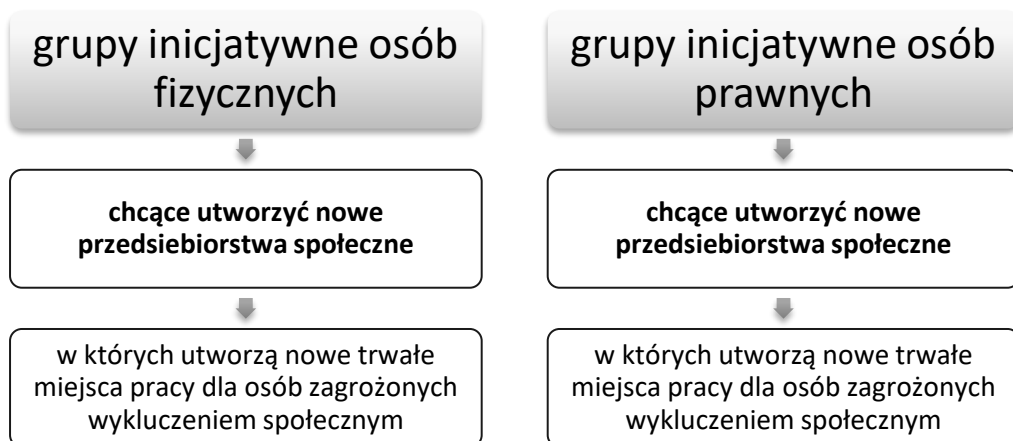 grupy inicjatywne osób
fizycznych
chcące utworzyć nowe
przedsiebiorstwa społeczne
w których utworzą nowe trwałe
miejsca pracy dla osób zagrożonych
wykluczeniem społecznym
grupy inicjatywne osób
prawnych
chcące utworzyć nowe
przedsiebiorstwa społeczne
w których utworzą nowe trwałe
miejsca pracy dla osób zagrożonych
wykluczeniem społecznym